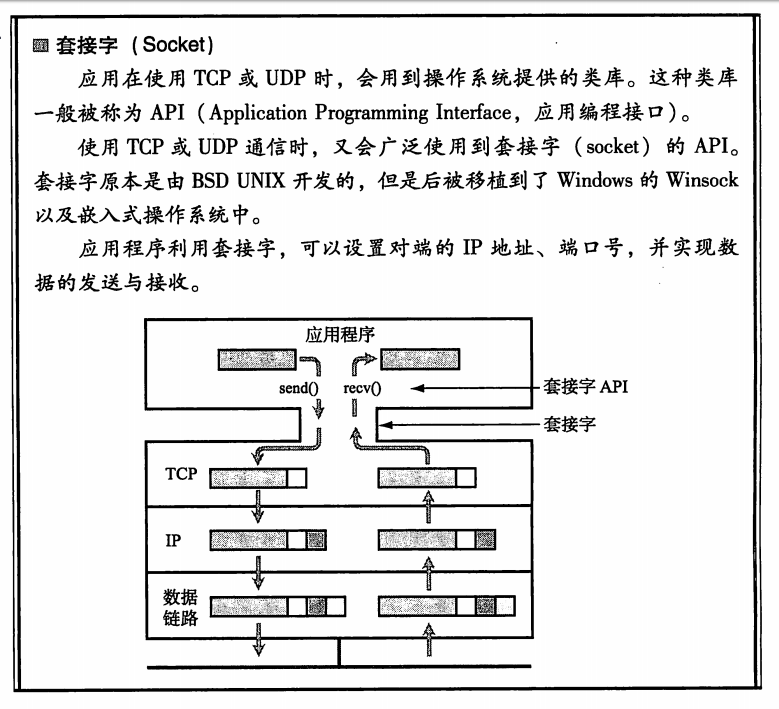 套接字（Socket）
应用在使用 TCP 或 UDP 时，会用到操作系统提供的类库。这种类库
一般被称为 API（Application Programming Interface，应用编程接口）。
使用 TCP 或 UDP 通信时，又会广泛使用到套接字（socket）的 API。
套接字原本是由 BSD UNIX 开发的，但是后被移植到了 Windows 的 Winsock
以及嵌入式操作系统中。
应用程序利用套接字，可以设置对端的 IP 地址、端口号，并实现数
据的发送与接收。
应用程序
send() recv() 套接字 API
套接字
TCP
IP
数据
链路